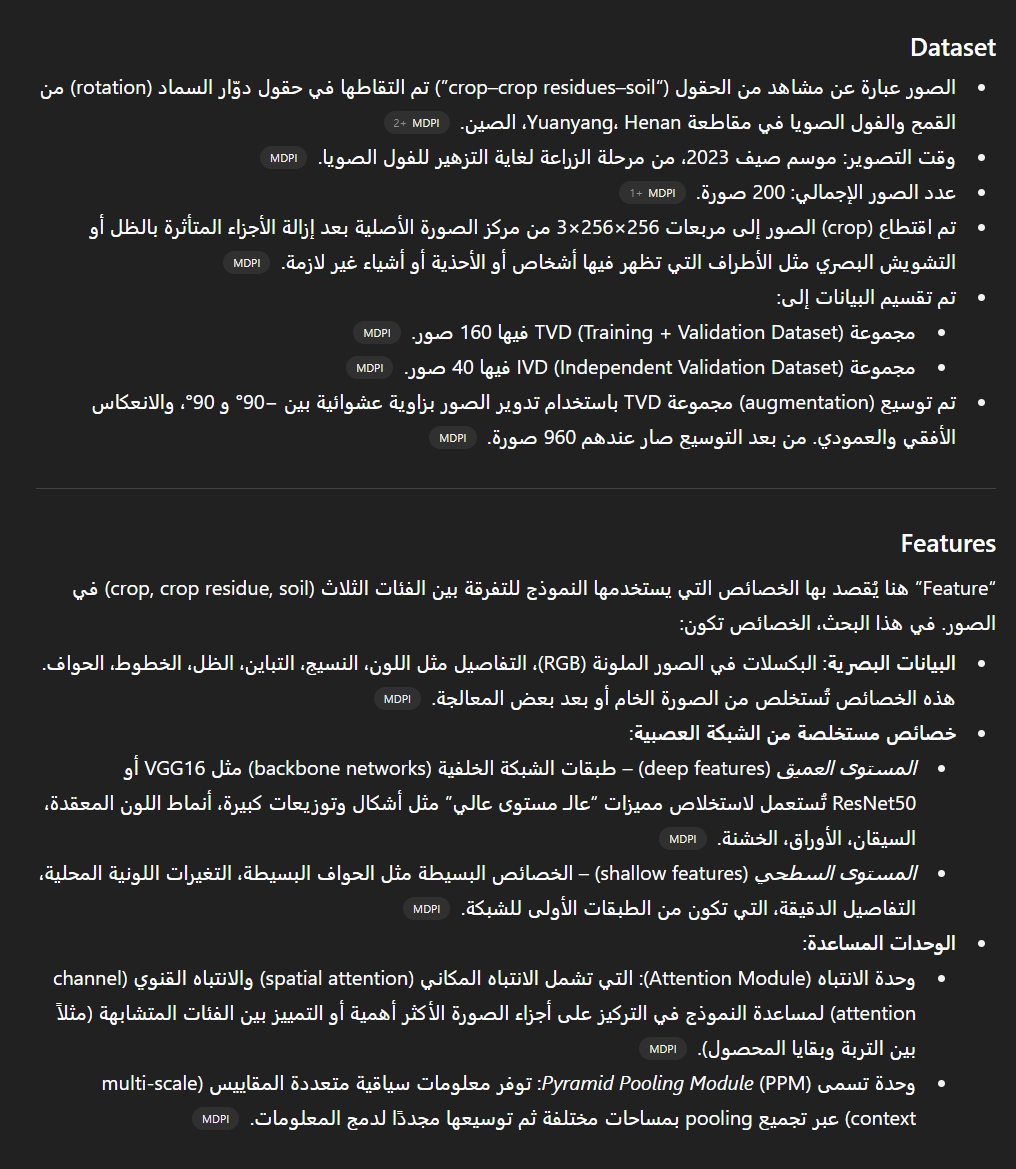 Dataset
الصور عبارة عن مشاهد من الحقول (“crop–crop residues–soil”) تم التقاطها في حقول دوّار السماد (rotation) من
القمح والفول الصويا في مقاطعة Yuanyang، Henan، الصين. MDPI +2
وقت التصوير: موسم صيف 2023، من مرحلة الزراعة لغاية التزهير للفول الصويا. MDPI
عدد الصور الإجمالي: 200 صورة. MDPI +1
تم اقتطاع (crop) الصور إلى مربعات 256×256×3 من مركز الصورة الأصلية بعد إزالة الأجزاء المتأثرة بالظل أو
التشويش البصري مثل الأطراف التي تظهر فيها أشخاص أو الأحذية أو أشياء غير لازمة. MDPI
تم تقسيم البيانات إلى:
مجموعة TVD (Training + Validation Dataset) فيها 160 صور. MDPI
مجموعة IVD (Independent Validation Dataset) فيها 40 صور. MDPI
تم توسيع (augmentation) مجموعة TVD باستخدام تدوير الصور بزاوية عشوائية بين −90° و 90°، والانعكاس
الأفقي والعمودي. من بعد التوسيع صار عندهم 960 صورة. MDPI
Features
“Feature” هنا يُقصد بها الخصائص التي يستخدمها النموذج للتفرقة بين الفئات الثلاث (crop, crop residue, soil) في
الصور. في هذا البحث، الخصائص تكون:
البيانات البصرية: البكسلات في الصور الملونة (RGB)، التفاصيل مثل اللون، النسيج، التباين، الظل، الخطوط، الحواف.
هذه الخصائص تُستخلص من الصورة الخام أو بعد بعض المعالجة. MDPI
خصائص مستخلصة من الشبكة العصبية:
المستوى العميق (deep features) – طبقات الشبكة الخلفية (backbone networks) مثل VGG16 أو
ResNet50 تُستعمل لاستخلاص مميزات “عالـ مستوى عالي” مثل أشكال وتوزيعات كبيرة، أنماط اللون المعقدة،
السيقان، الأوراق، الخشنة. MDPI
المستوى السطحي (shallow features) – الخصائص البسيطة مثل الحواف البسيطة، التغيرات اللونية المحلية،
التفاصيل الدقيقة، التي تكون من الطبقات الأولى للشبكة. MDPI
الوحدات المساعدة:
وحدة الانتباه (Attention Module): التي تشمل الانتباه المكاني (spatial attention) والانتباه القنوي (channel
attention) لمساعدة النموذج في التركيز على أجزاء الصورة الأكثر أهمية أو التمييز بين الفئات المتشابهة (مثلاً
بين التربة وبقايا المحصول). MDPI
وحدة تسمى Pyramid Pooling Module (PPM): توفر معلومات سياقية متعددة المقاييس (multi-scale
context) عبر تجميع pooling بمساحات مختلفة ثم توسيعها مجددًا لدمج المعلومات. MDPI